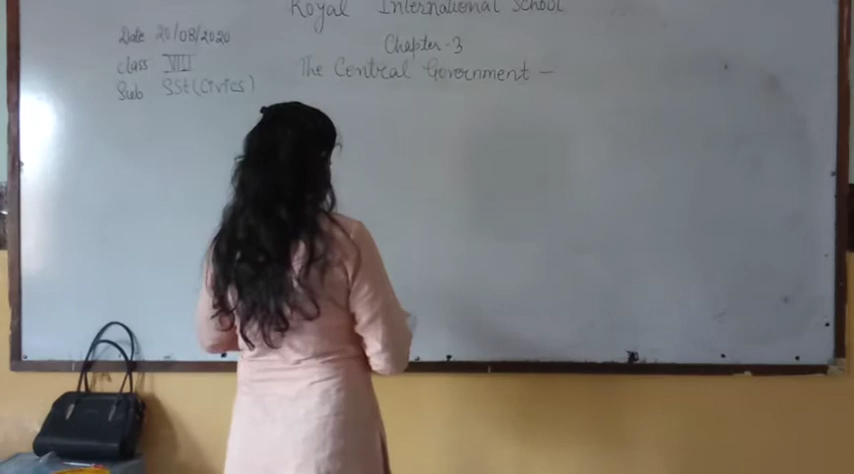 Royal International School
Date 20/08/2020
Chapter-3
class VIII
The Central Government -
Sub SSt(Civics)